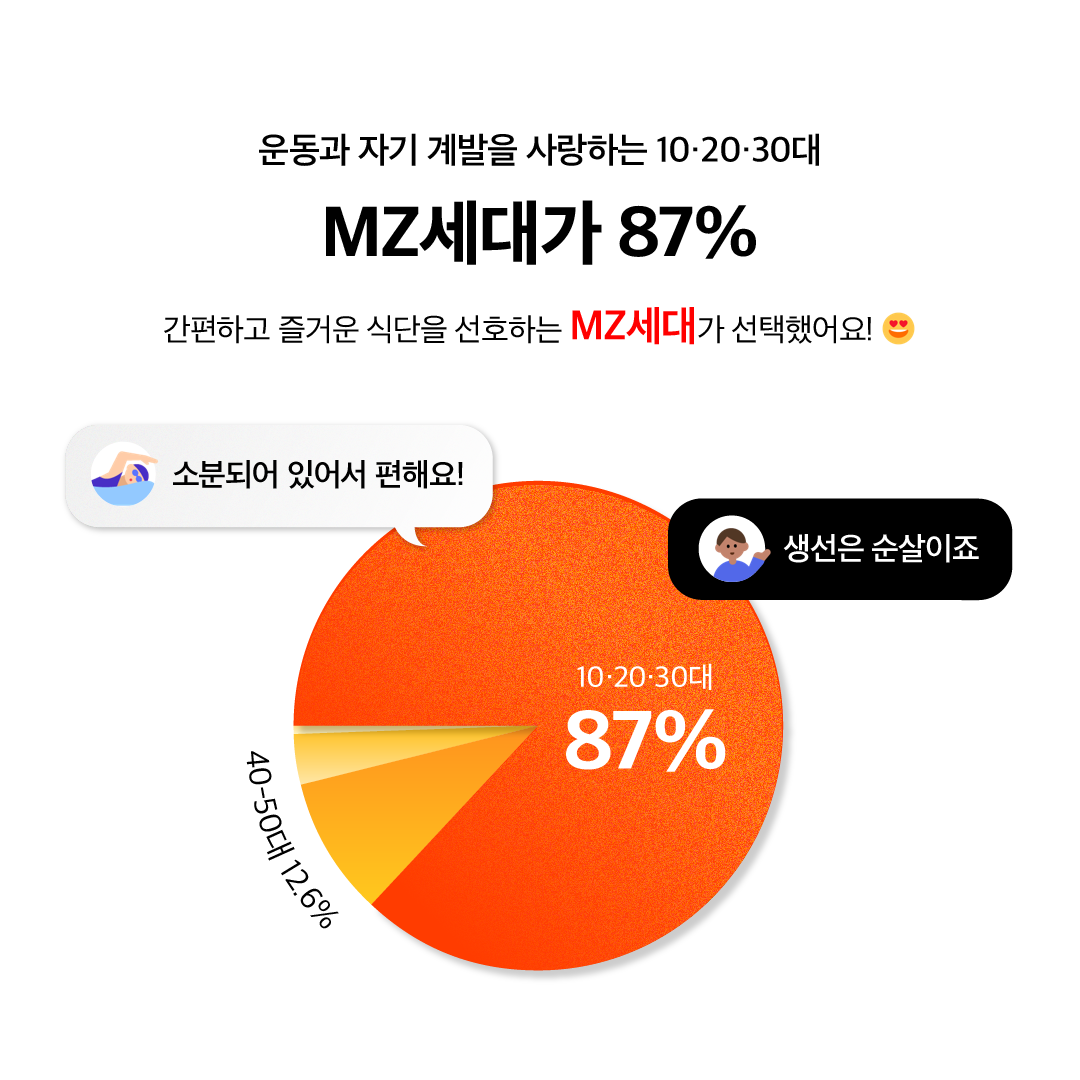 운동과 자기 계발을 사랑하는 10·20·30대
MZ세대가 87%
간편하고 즐거운 식단을 선호하는 MZ세대가 선택했어요! 😍
소분되어 있어서 편해요!
생선은 순살이죠
10·20·30대
87%
40-50대 12.6%